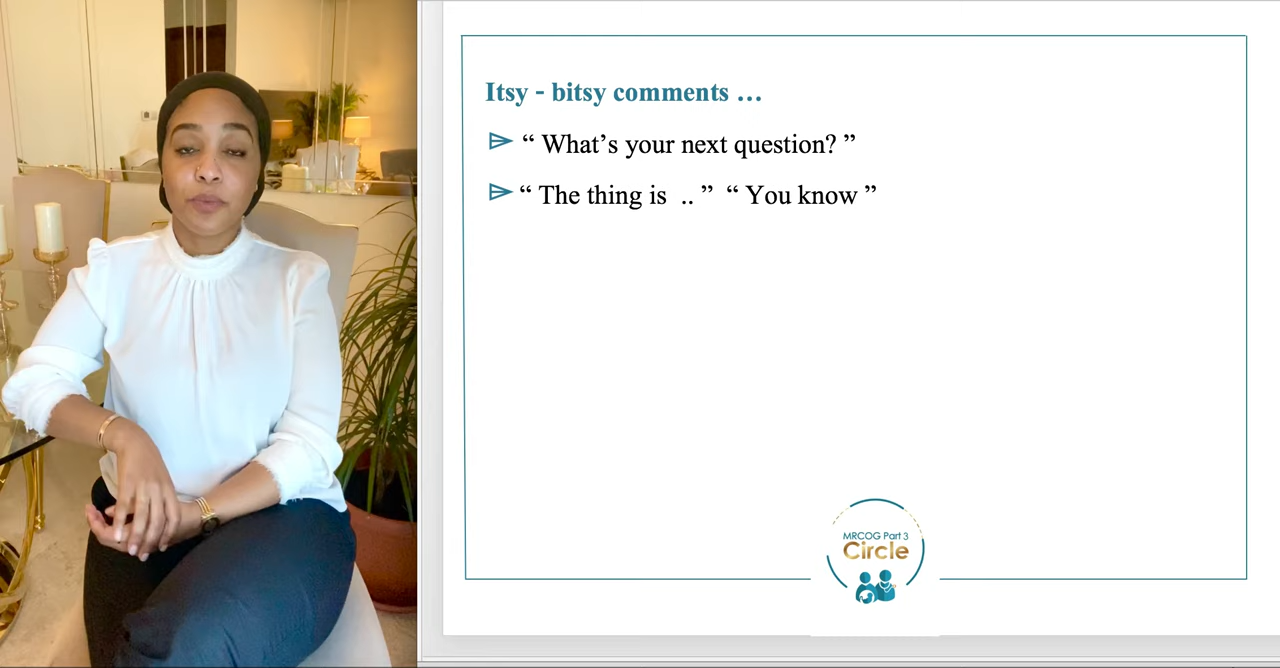 Itsy - bitsy comments …
“ What’s your next question? ”
“ The thing is .. ” “ You know ”
MRCOG Part 3
Circle